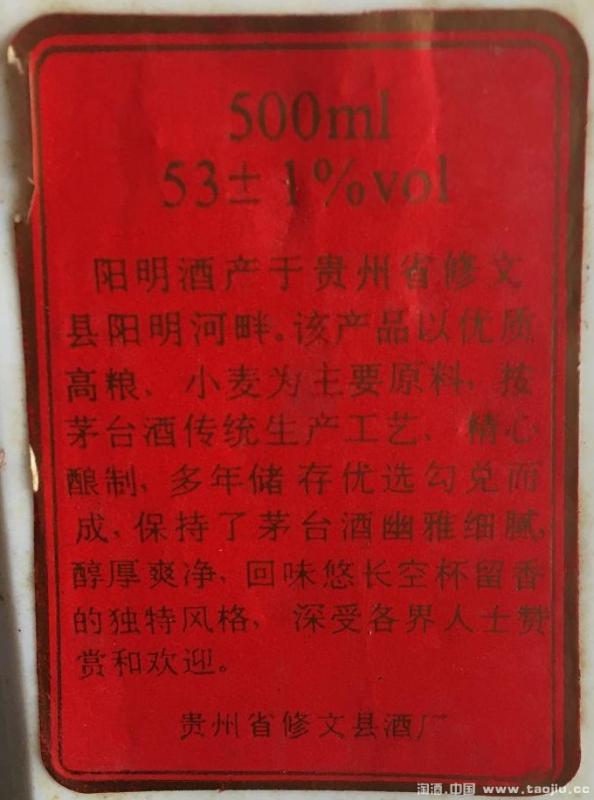 500ml
53±1%vol
阳明酒产于贵州省修文
县阳明河畔。该产品以优质
高粮、小麦为主要原料，按
茅台酒传统生产工艺、精心
酿制，多年储存优选勾兑而
成，保持了茅台酒幽雅细腻，
醇厚爽净，回味悠长空杯留香
的独特风格，深受各界人士赞
赏和欢迎。
贵州省修文县酒厂
淘酒.中国 www.taojiu.cc